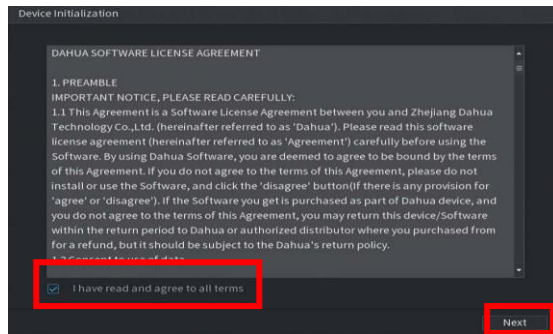 Device Initialization
DAHUA SOFTWARE LICENSE AGREEMENT
1. PREAMBLE
IMPORTANT NOTICE, PLEASE READ CAREFULLY:
1.1 This Agreement is a Software License Agreement between you and Zhejiang Dahua
Technology Co.,Ltd. (hereinafter referred to as 'Dahua'). Please read this software
license agreement (hereinafter referred to as 'Agreement') carefully before using the
Software. By using Dahua Software, you are deemed to agree to be bound by the terms
of this Agreement. If you do not agree to the terms of this Agreement, please do not
install or use the Software, and click the 'disagree' button(If there is any provision for
'agree' or 'disagree'). If the Software you get is purchased as part of Dahua device, and
you do not agree to the terms of this Agreement, you may return this device/Software
within the return period to Dahua or authorized distributor where you purchased from
for a refund, but it should be subject to the Dahua's return policy.
1.2 Consent to use of data
I have read and agree to all terms
Next